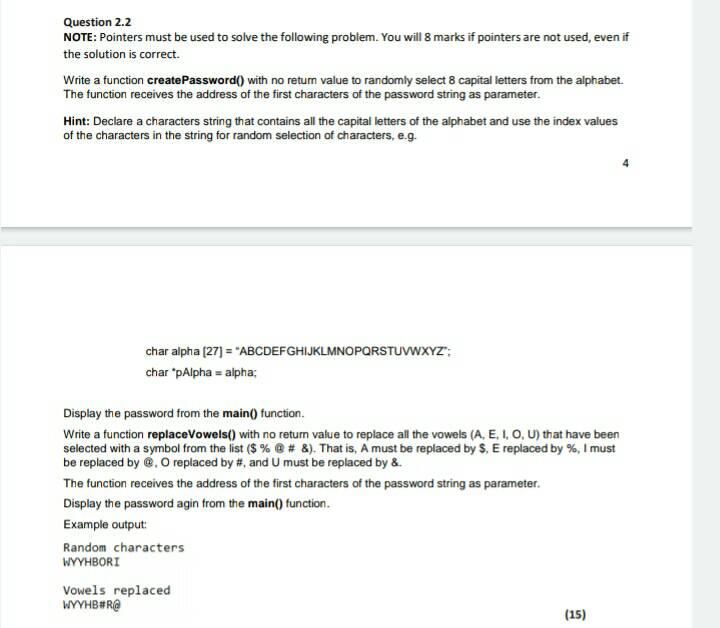 Question 2.2
NOTE: Pointers must be used to solve the following problem. You will 8 marks if pointers are not used, even if
the solution is correct.
Write a function createPassword() with no return value to randomly select 8 capital letters from the alphabet.
The function receives the address of the first characters of the password string as parameter.
Hint: Declare a characters string that contains all the capital letters of the alphabet and use the index values
of the characters in the string for random selection of characters, e.g.
4
char alpha [27] = "ABCDEFGHIJKLMNOPQRSTUVWXYZ";
char *pAlpha = alpha;
Display the password from the main() function.
Write a function replaceVowels() with no return value to replace all the vowels (A, E, I, O, U) that have been
selected with a symbol from the list ($ % @ # &). That is, A must be replaced by $, E replaced by %, I must
be replaced by @, O replaced by #, and U must be replaced by &.
The function receives the address of the first characters of the password string as parameter.
Display the password agin from the main() function.
Example output:
Random characters
WYYHBORI
Vowels replaced
WYYHB#R@
(15)